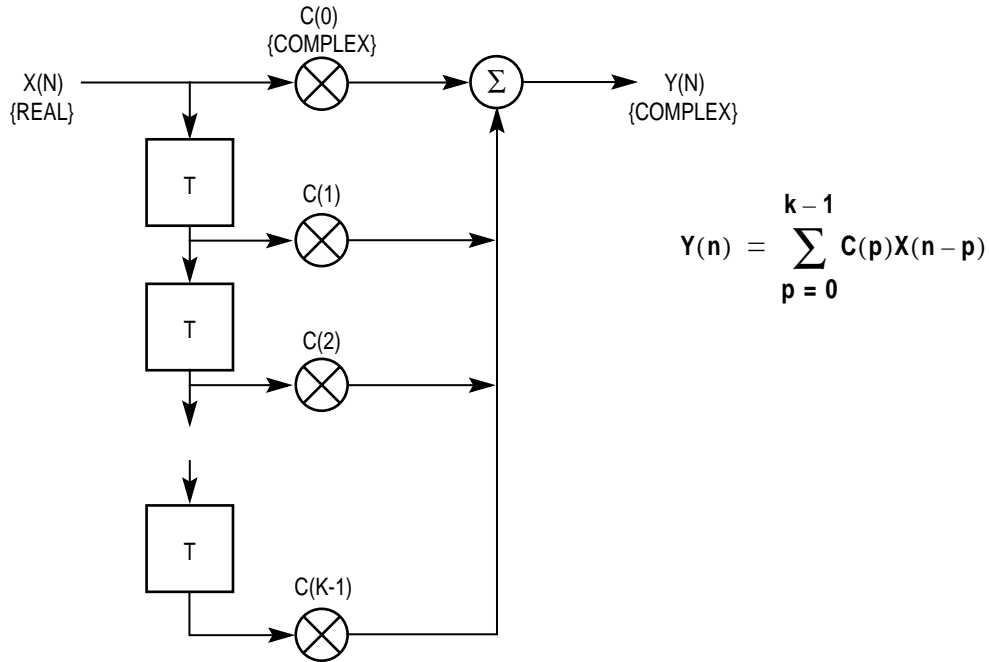 C(0)
{COMPLEX}
X(N)
{REAL}
Σ
Y(N)
{COMPLEX}
T
C(1)
k – 1
Y(n) = ∑ C(p)X(n – p)
p = 0
T
C(2)
T
C(K-1)